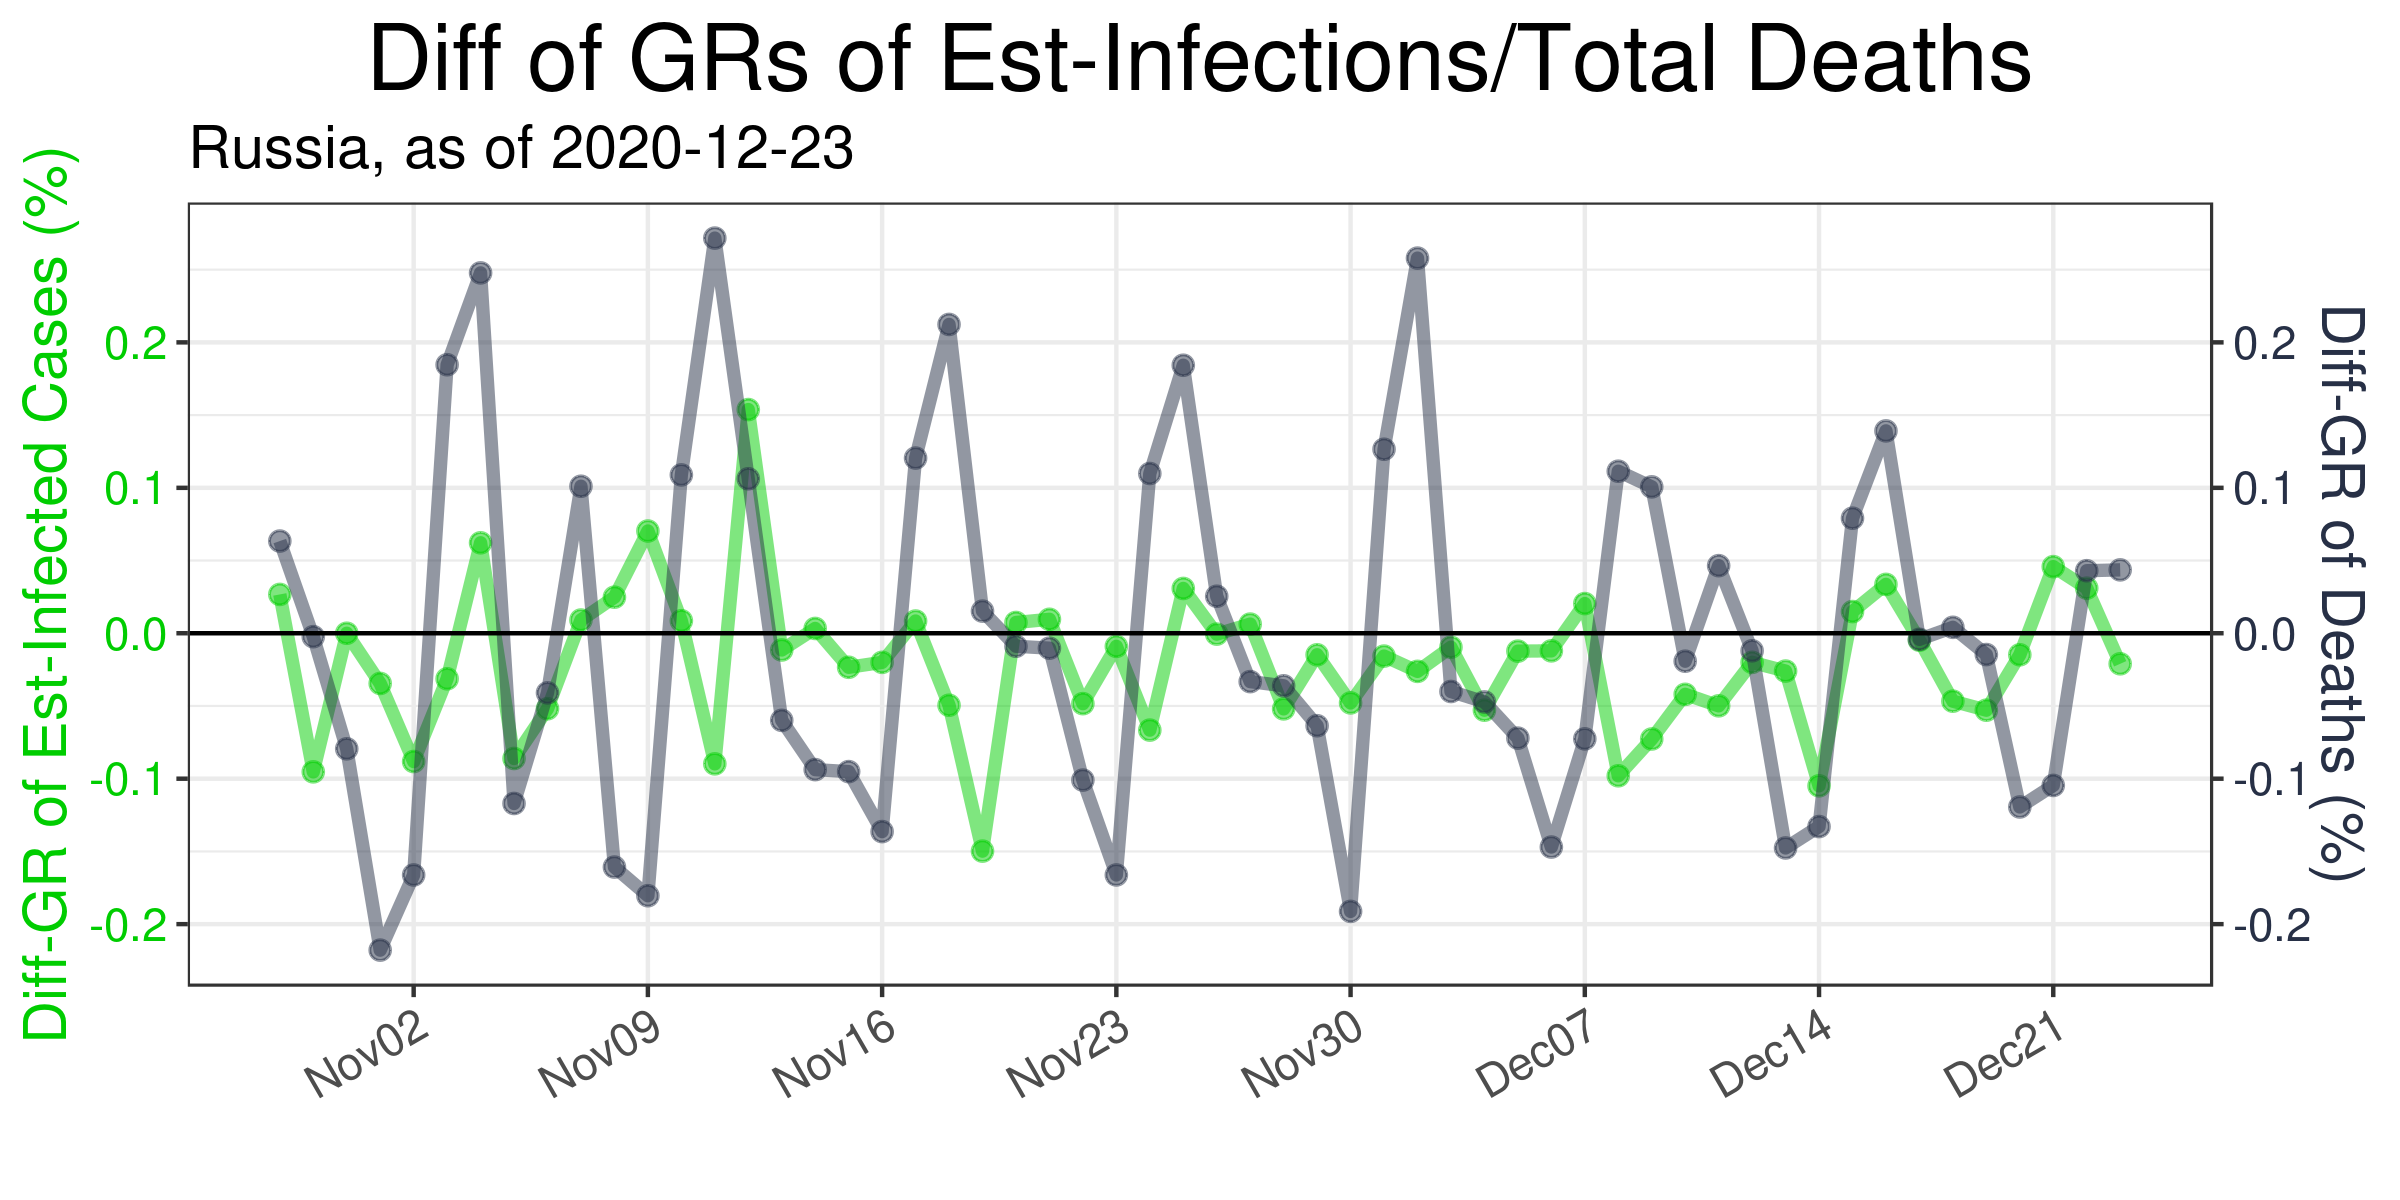 Diff of GRs of Est-Infections/Total Deaths
Russia, as of 2020-12-23
Diff-GR of Est-Infected Cases (%)
0.2
0.1
0.0
-0.1
-0.2
0.2
0.1
0.0
-0.1
-0.2
Diff-GR of Deaths (%)
Nov02
Nov09
Nov16
Nov23
Nov30
Dec07
Dec14
Dec21